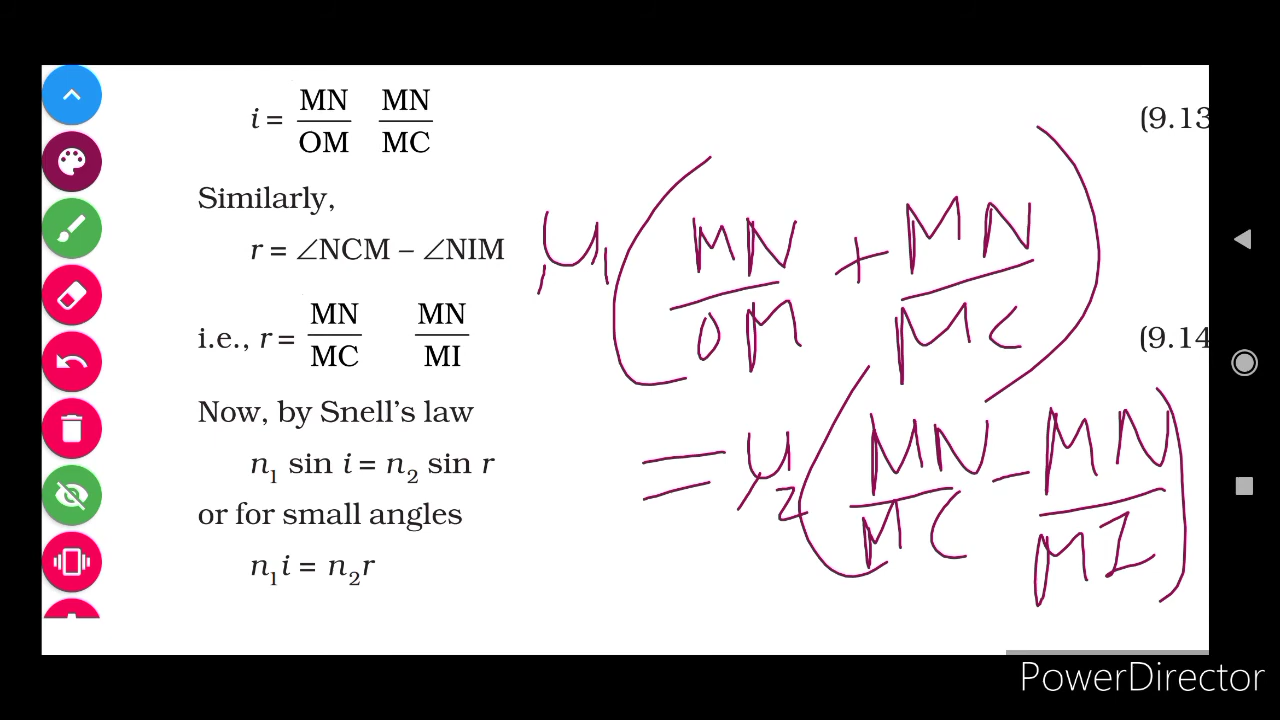 i = MN/OM MN/MC (9.13
Similarly,
r = ∠NCM – ∠NIM
i.e., r = MN/MC MN/MI (9.14
Now, by Snell's law
n₁ sin i = n₂ sin r
or for small angles
n₁i = n₂r
μ₁(MN/OM + MN/MC)
= μ₂(MN/MC - MN/MI)
PowerDirector